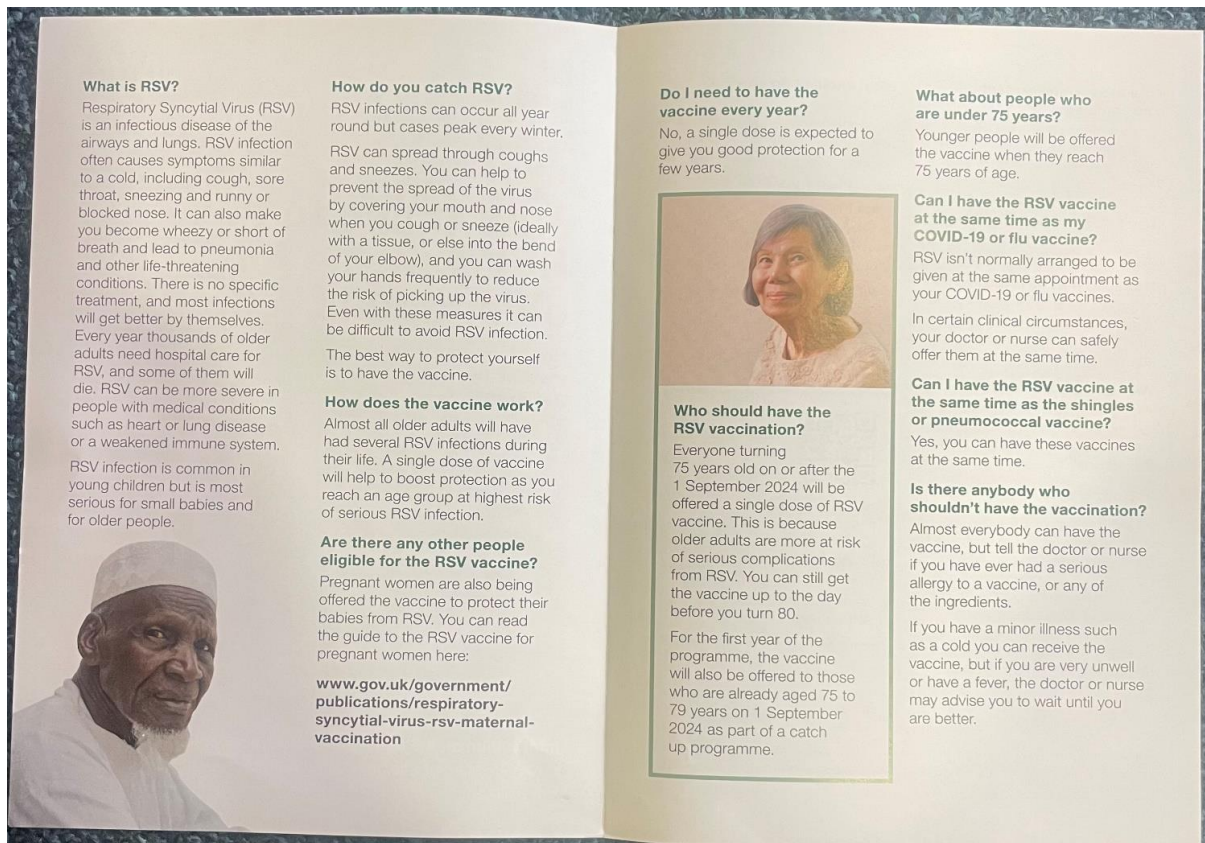 What is RSV?
Respiratory Syncytial Virus (RSV)
is an infectious disease of the
airways and lungs. RSV infection
often causes symptoms similar
to a cold, including cough, sore
throat, sneezing and runny or
blocked nose. It can also make
you become wheezy or short of
breath and lead to pneumonia
and other life-threatening
conditions. There is no specific
treatment, and most infections
will get better by themselves.
Every year thousands of older
adults need hospital care for
RSV, and some of them will
die. RSV can be more severe in
people with medical conditions
such as heart or lung disease
or a weakened immune system.
RSV infection is common in
young children but is most
serious for small babies and
for older people.
How do you catch RSV?
RSV infections can occur all year
round but cases peak every winter.
RSV can spread through coughs
and sneezes. You can help to
prevent the spread of the virus
by covering your mouth and nose
when you cough or sneeze (ideally
with a tissue, or else into the bend
of your elbow), and you can wash
your hands frequently to reduce
the risk of picking up the virus.
Even with these measures it can
be difficult to avoid RSV infection.
The best way to protect yourself
is to have the vaccine.
How does the vaccine work?
Almost all older adults will have
had several RSV infections during
their life. A single dose of vaccine
will help to boost protection as you
reach an age group at highest risk
of serious RSV infection.
Are there any other people
eligible for the RSV vaccine?
Pregnant women are also being
offered the vaccine to protect their
babies from RSV. You can read
the guide to the RSV vaccine for
pregnant women here:
www.gov.uk/government/
publications/respiratory-
syncytial-virus-rsv-maternal-
vaccination
Do I need to have the
vaccine every year?
No, a single dose is expected to
give you good protection for a
few years.
Who should have the
RSV vaccination?
Everyone turning
75 years old on or after the
1 September 2024 will be
offered a single dose of RSV
vaccine. This is because
older adults are more at risk
of serious complications
from RSV. You can still get
the vaccine up to the day
before you turn 80.
For the first year of the
programme, the vaccine
will also be offered to those
who are already aged 75 to
79 years on 1 September
2024 as part of a catch
up programme.
What about people who
are under 75 years?
Younger people will be offered
the vaccine when they reach
75 years of age.
Can I have the RSV vaccine
at the same time as my
COVID-19 or flu vaccine?
RSV isn't normally arranged to be
given at the same appointment as
your COVID-19 or flu vaccines.
In certain clinical circumstances,
your doctor or nurse can safely
offer them at the same time.
Can I have the RSV vaccine at
the same time as the shingles
or pneumococcal vaccine?
Yes, you can have these vaccines
at the same time.
Is there anybody who
shouldn't have the vaccination?
Almost everybody can have the
vaccine, but tell the doctor or nurse
if you have ever had a serious
allergy to a vaccine, or any of
the ingredients.
If you have a minor illness such
as a cold you can receive the
vaccine, but if you are very unwell
or have a fever, the doctor or nurse
may advise you to wait until you
are better.